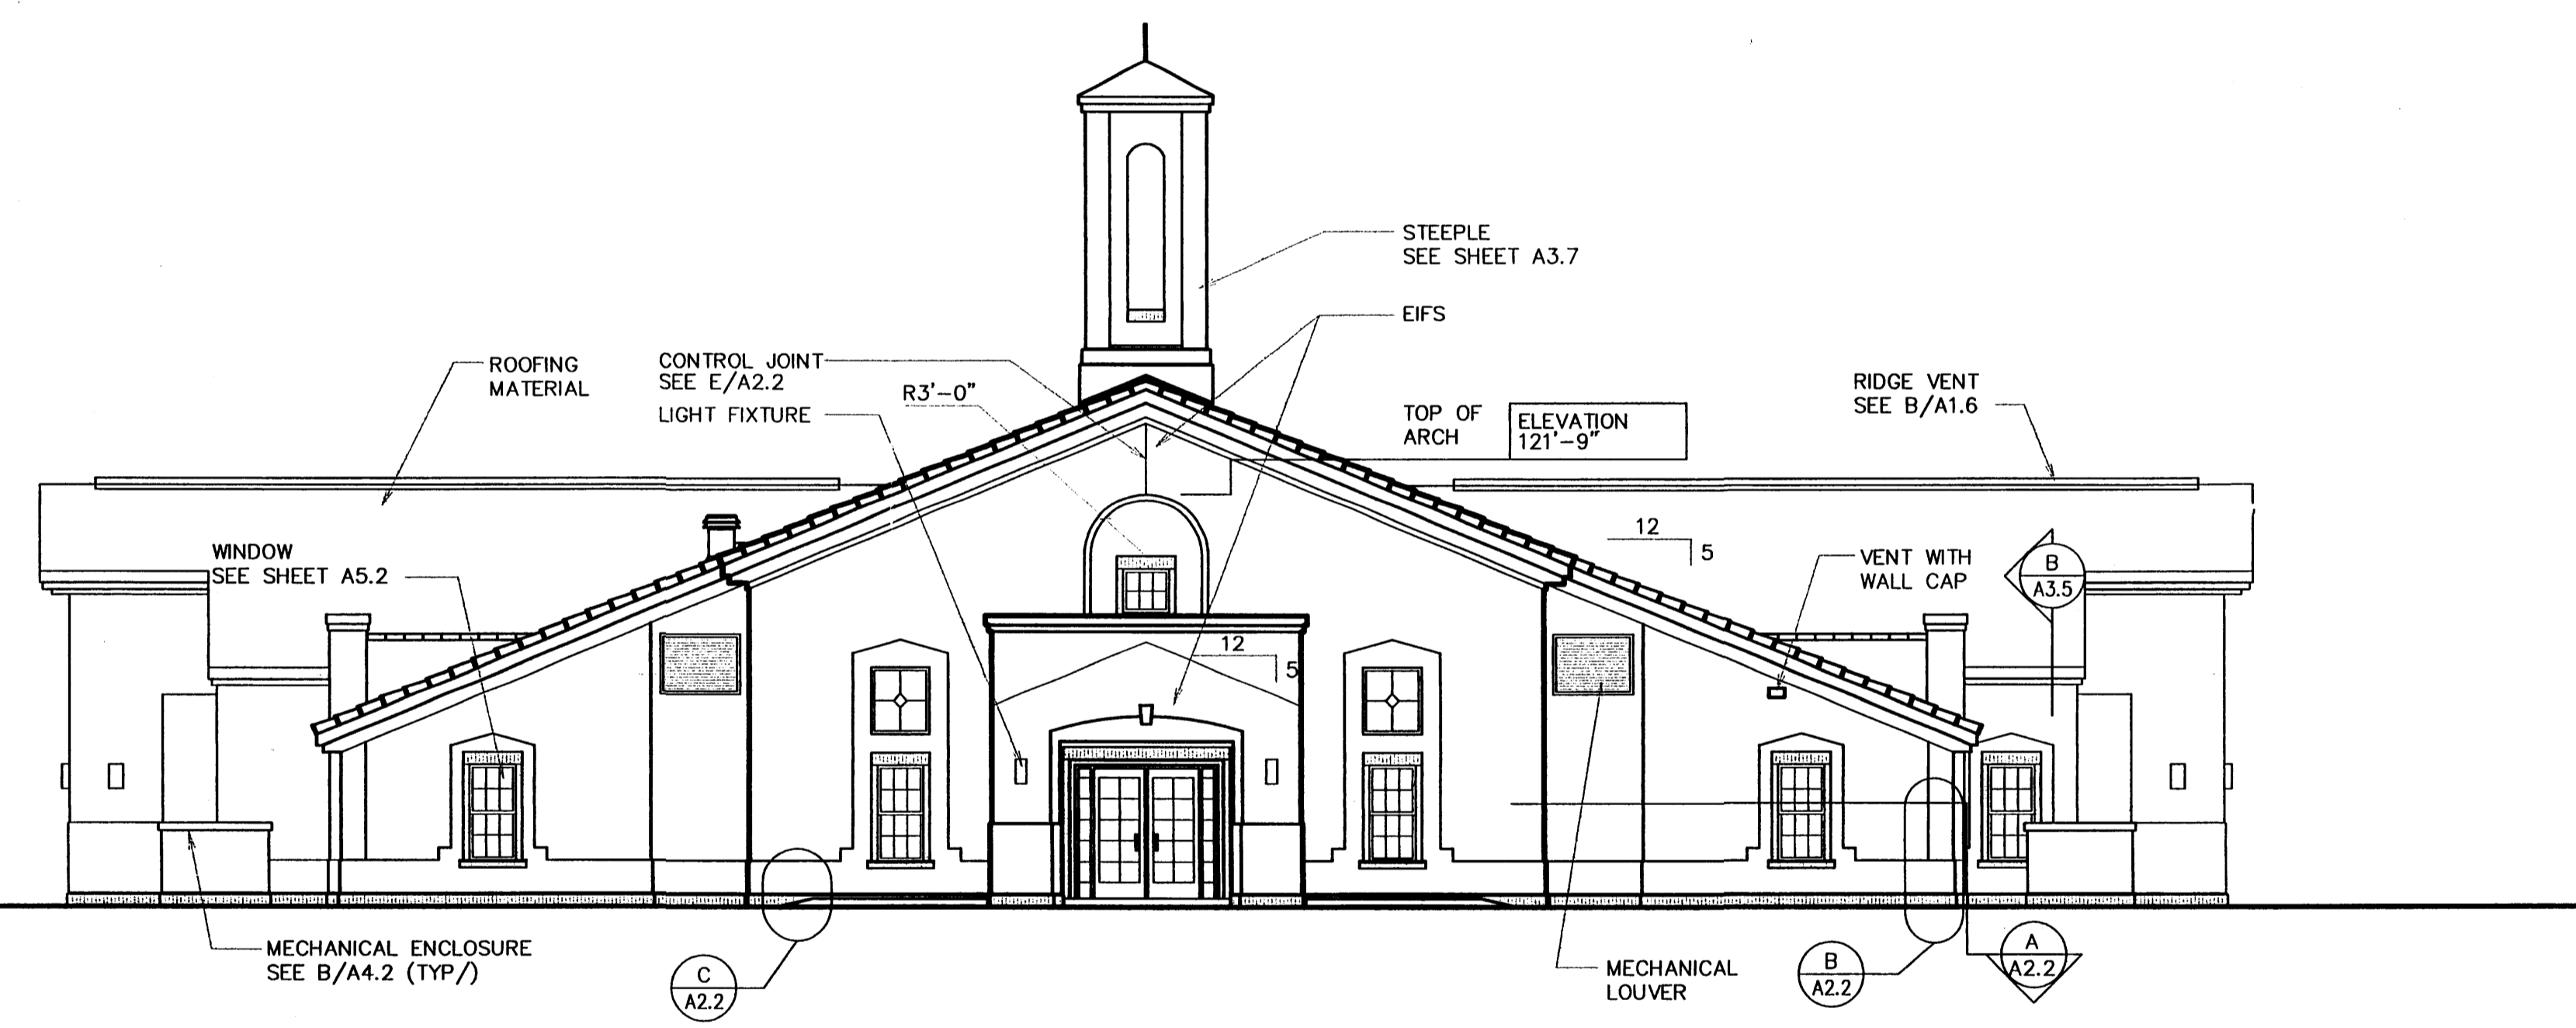 STEEPLE
SEE SHEET A3.7
EIFS
ROOFING
MATERIAL
CONTROL JOINT
SEE E/A2.2
LIGHT FIXTURE
R3'-0"
TOP OF
ARCH
ELEVATION
121'-9"
RIDGE VENT
SEE B/A1.6
WINDOW
SEE SHEET A5.2
12
5
VENT WITH
WALL CAP
B
A3.5
12
5
MECHANICAL ENCLOSURE
SEE B/A4.2 (TYP/)
C
A2.2
MECHANICAL
LOUVER
B
A2.2
A
A2.2